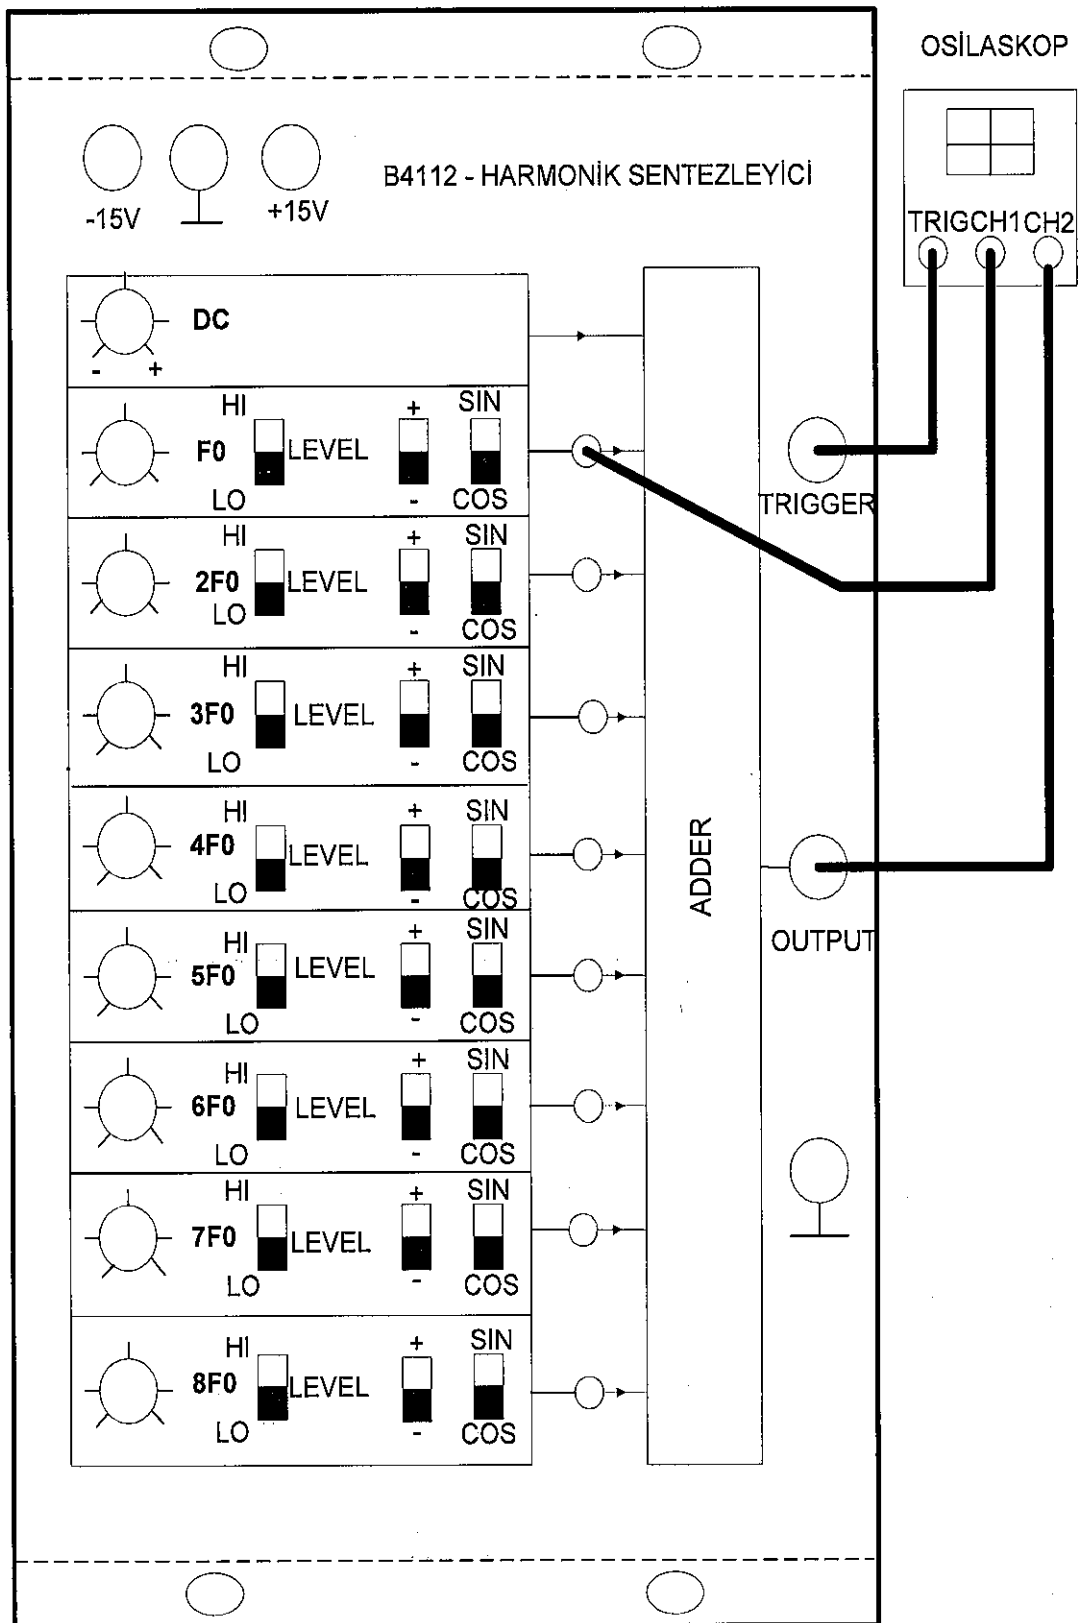 OSİLASKOP
TRIG CH1 CH2
B4112 - HARMONİK SENTEZLEYİCİ
-15V +15V
DC
- +
HI + SIN
F0 LEVEL
LO - COS
TRIGGER
HI + SIN
2F0 LEVEL
LO - COS
HI + SIN
3F0 LEVEL
LO - COS
HI + SIN
4F0 LEVEL
LO - COS
ADDER
OUTPUT
HI + SIN
5F0 LEVEL
LO - COS
HI + SIN
6F0 LEVEL
LO - COS
HI + SIN
7F0 LEVEL
LO - COS
HI + SIN
8F0 LEVEL
LO - COS